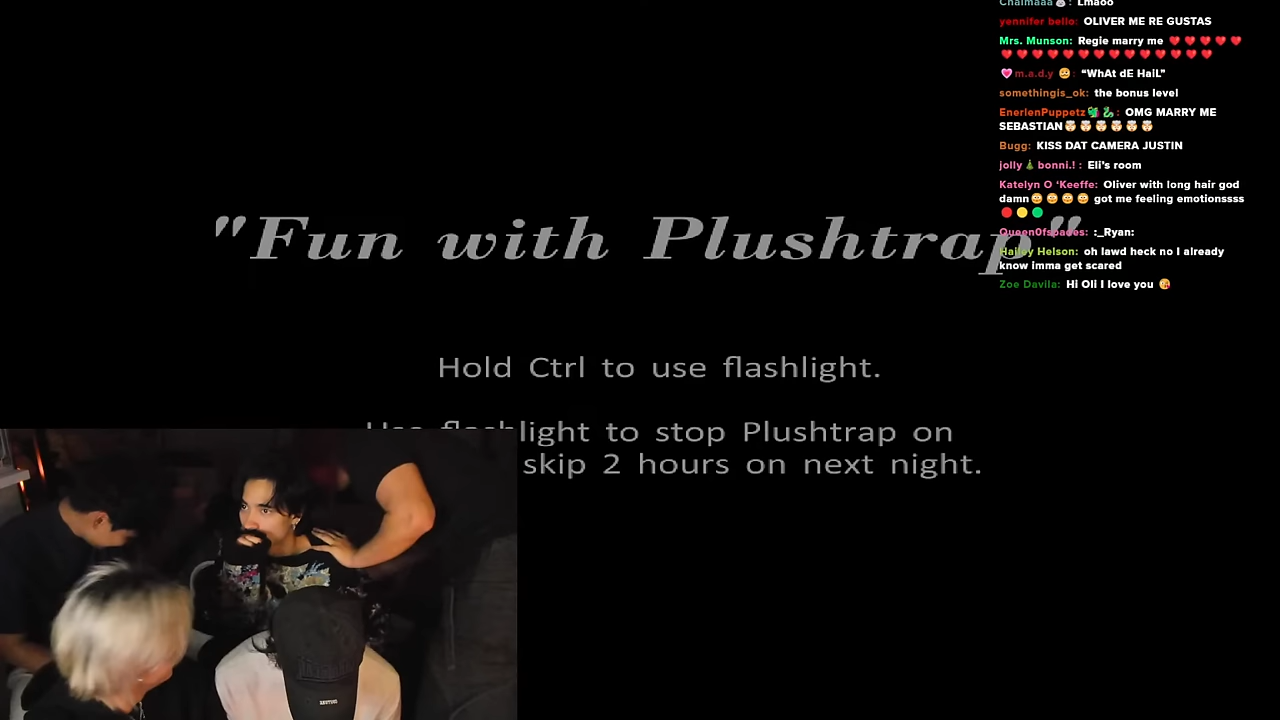 Chaimaaa : Lmaoo
yennifer bello: OLIVER ME RE GUSTAS
Mrs. Munson: Regie marry me ❤️❤️❤️❤️❤️
❤️❤️❤️❤️❤️❤️❤️❤️❤️❤️❤️❤️❤️❤️
m.a.d.y : “WhAt dE HaiL”
somethingis_ok: the bonus level
EnerlenPuppetz : OMG MARRY ME
SEBASTIAN🤯🤯🤯🤯🤯🤯
Bugg: KISS DAT CAMERA JUSTIN
jolly🎄bonni.! : Eli's room
Katelyn O ‘Keeffe: Oliver with long hair god
damn😳😳😳😳 got me feeling emotionssss
🔴🟡🟢
Queen0fspades: :_Ryan:
Hailey Helson: oh lawd heck no I already
know imma get scared
Zoe Davila: Hi Oli I love you 😘
"Fun with Plushtrap"
Hold Ctrl to use flashlight.
Use flashlight to stop Plushtrap on
skip 2 hours on next night.